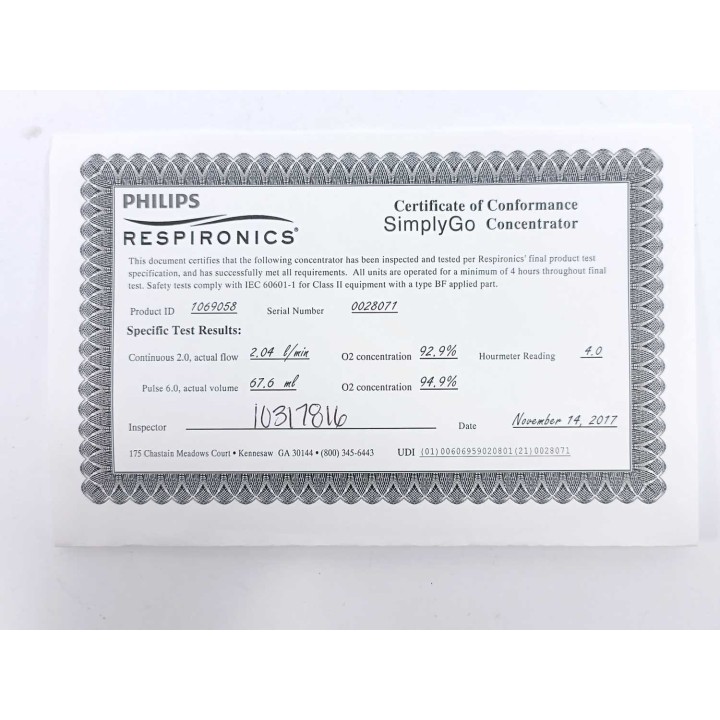 PHILIPS
RESPIRONICS®
Certificate of Conformance
SimplyGo Concentrator
This document certifies that the following concentrator has been inspected and tested per Respironics' final product test
specification, and has successfully met all requirements. All units are operated for a minimum of 4 hours throughout final
test. Safety tests comply with IEC 60601-1 for Class II equipment with a type BF applied part.
Product ID 1069058 Serial Number 0028071
Specific Test Results:
Continuous 2.0, actual flow 2.04 l/min O2 concentration 92.9% Hourmeter Reading 4.0
Pulse 6.0, actual volume 67.6 ml O2 concentration 94.9%
Inspector 10317816 Date November 14, 2017
175 Chastain Meadows Court • Kennesaw GA 30144 • (800) 345-6443 UDI (01)00606959020801(21)0028071